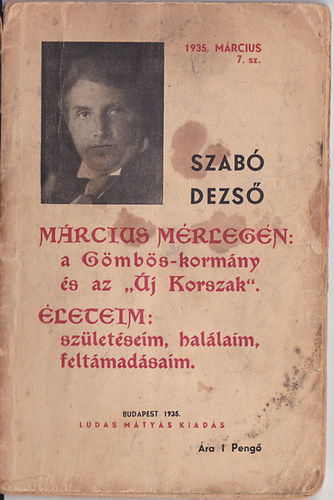 1935. MÁRCIUS
7. sz.
SZABÓ
DEZSŐ
MÁRCIUS MÉRLEGÉN:
a Gömbös-kormány
és az „Új Korszak“.
ÉLETEIM:
születéseim, halálaim,
feltámadásaim.
BUDAPEST 1935.
LUDAS MÁTYÁS KIADÁS
Ára 1 Pengő